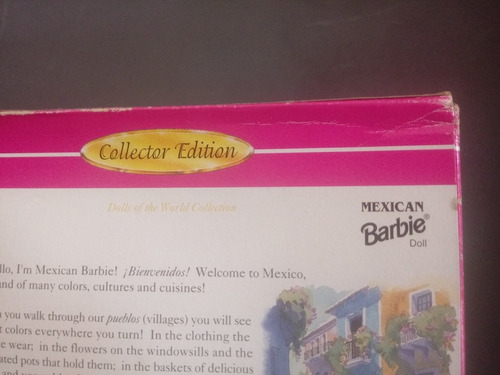 Collector Edition
Dolls of the World Collection
MEXICAN
Barbie®
Doll
llo, I'm Mexican Barbie! ¡Bienvenidos! Welcome to Mexico,
nd of many colors, cultures and cuisines!
you walk through our pueblos (villages) you will see
t colors everywhere you turn! In the clothing the
e wear; in the flowers on the windowsills and the
ated pots that hold them; in the baskets of delicious